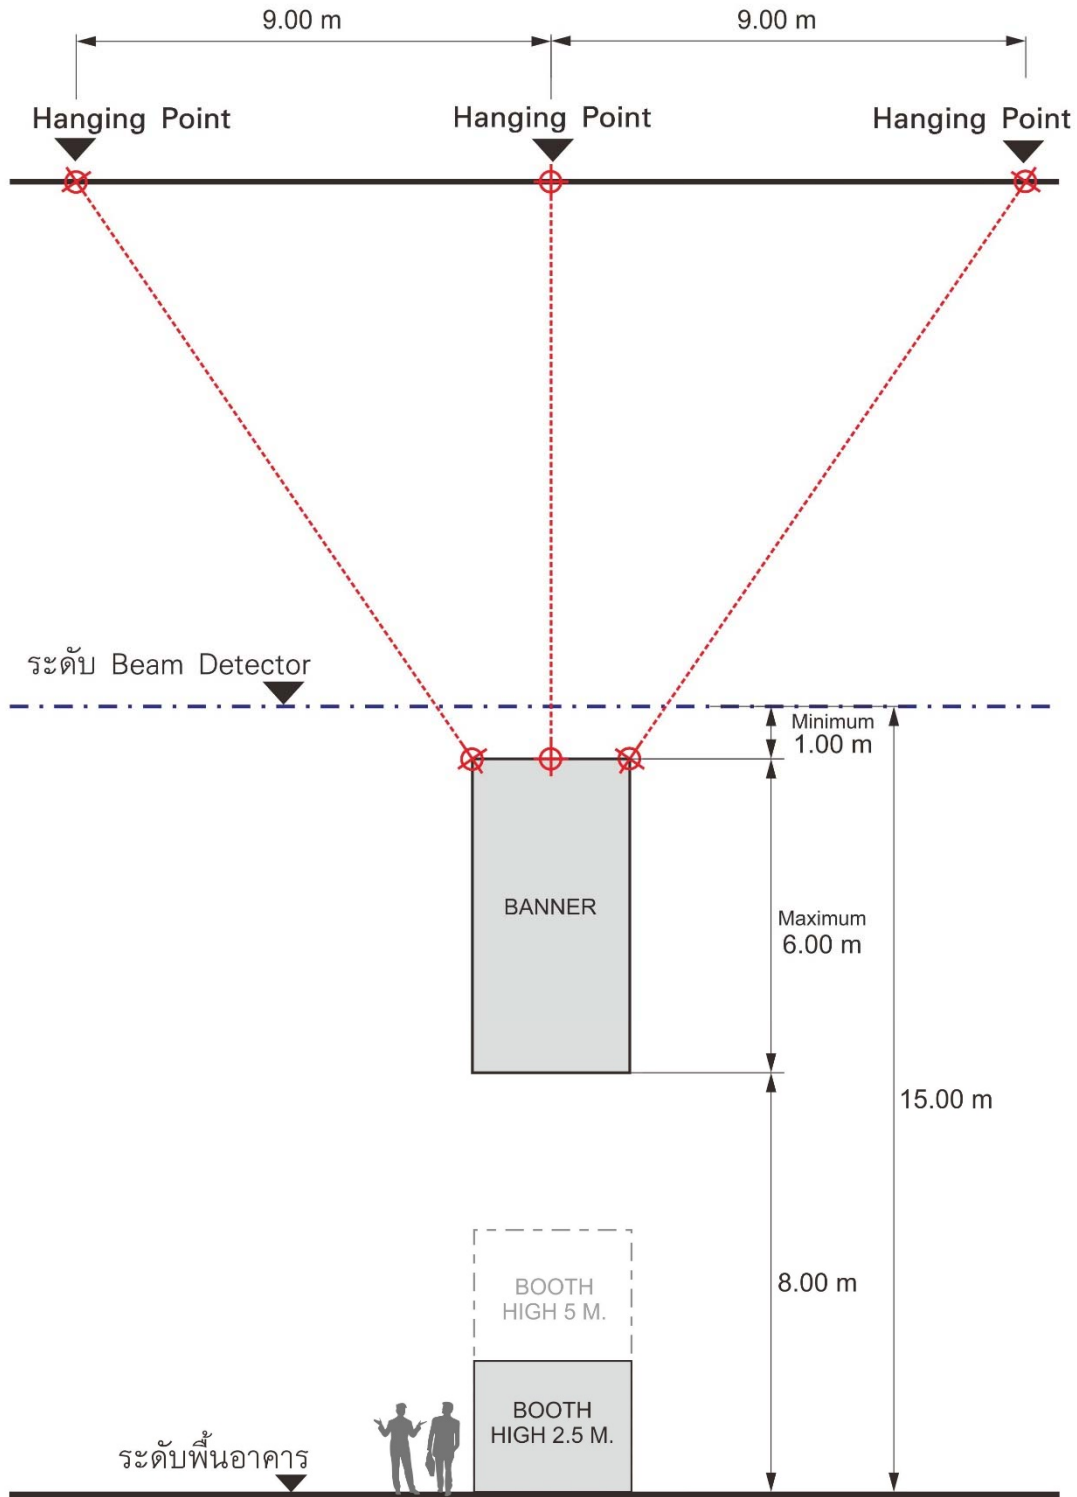 9.00 m
9.00 m
Hanging Point
Hanging Point
Hanging Point
ระดับ Beam Detector
Minimum
1.00 m
BANNER
Maximum
6.00 m
15.00 m
8.00 m
BOOTH
HIGH 5 M.
BOOTH
HIGH 2.5 M.
ระดับพื้นอาคาร